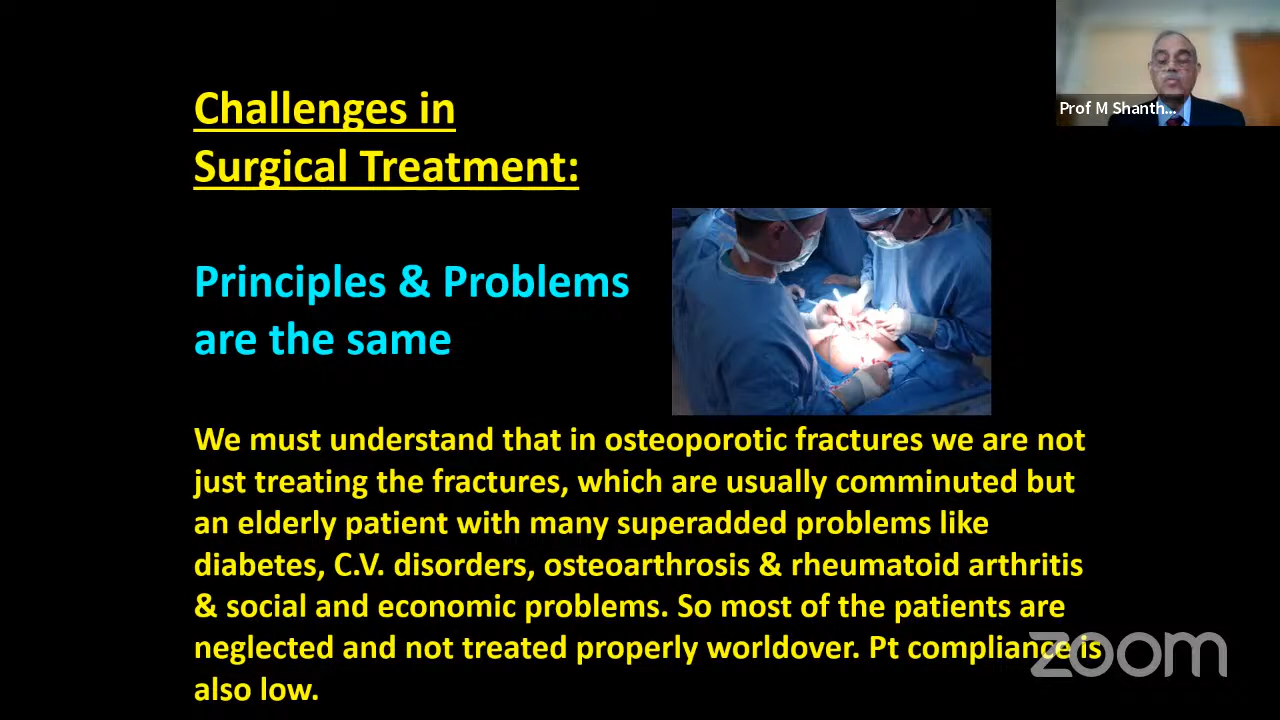 Challenges in
Surgical Treatment:
Prof M Shanth...
Principles & Problems
are the same
We must understand that in osteoporotic fractures we are not
just treating the fractures, which are usually comminuted but
an elderly patient with many superadded problems like
diabetes, C.V. disorders, osteoarthrosis & rheumatoid arthritis
& social and economic problems. So most of the patients are
neglected and not treated properly worldover. Pt compliance is
also low.
zoom